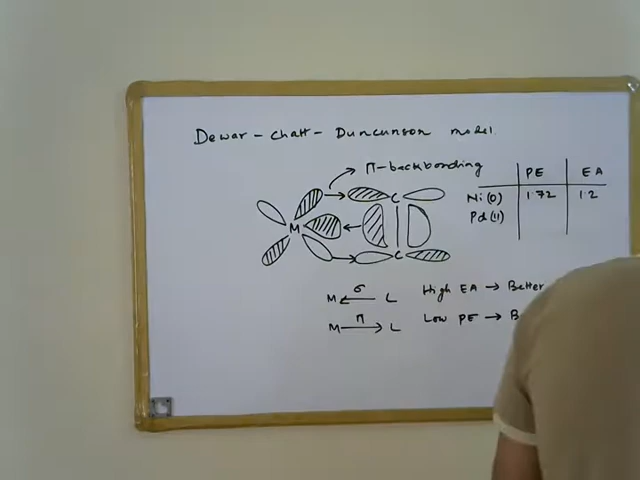 Dewar - chatt - Duncunson model.
π-backbonding
PE EA
Ni(0) 1.72 1.2
Pd(II)
C
M
C
σ
M ← L High EA → Better
π
M → L Low PE → B